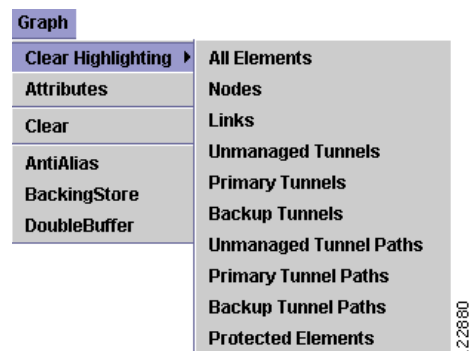 Graph
Clear Highlighting
Attributes
Clear
AntiAlias
BackingStore
DoubleBuffer
All Elements
Nodes
Links
Unmanaged Tunnels
Primary Tunnels
Backup Tunnels
Unmanaged Tunnel Paths
Primary Tunnel Paths
Backup Tunnel Paths
Protected Elements
22880